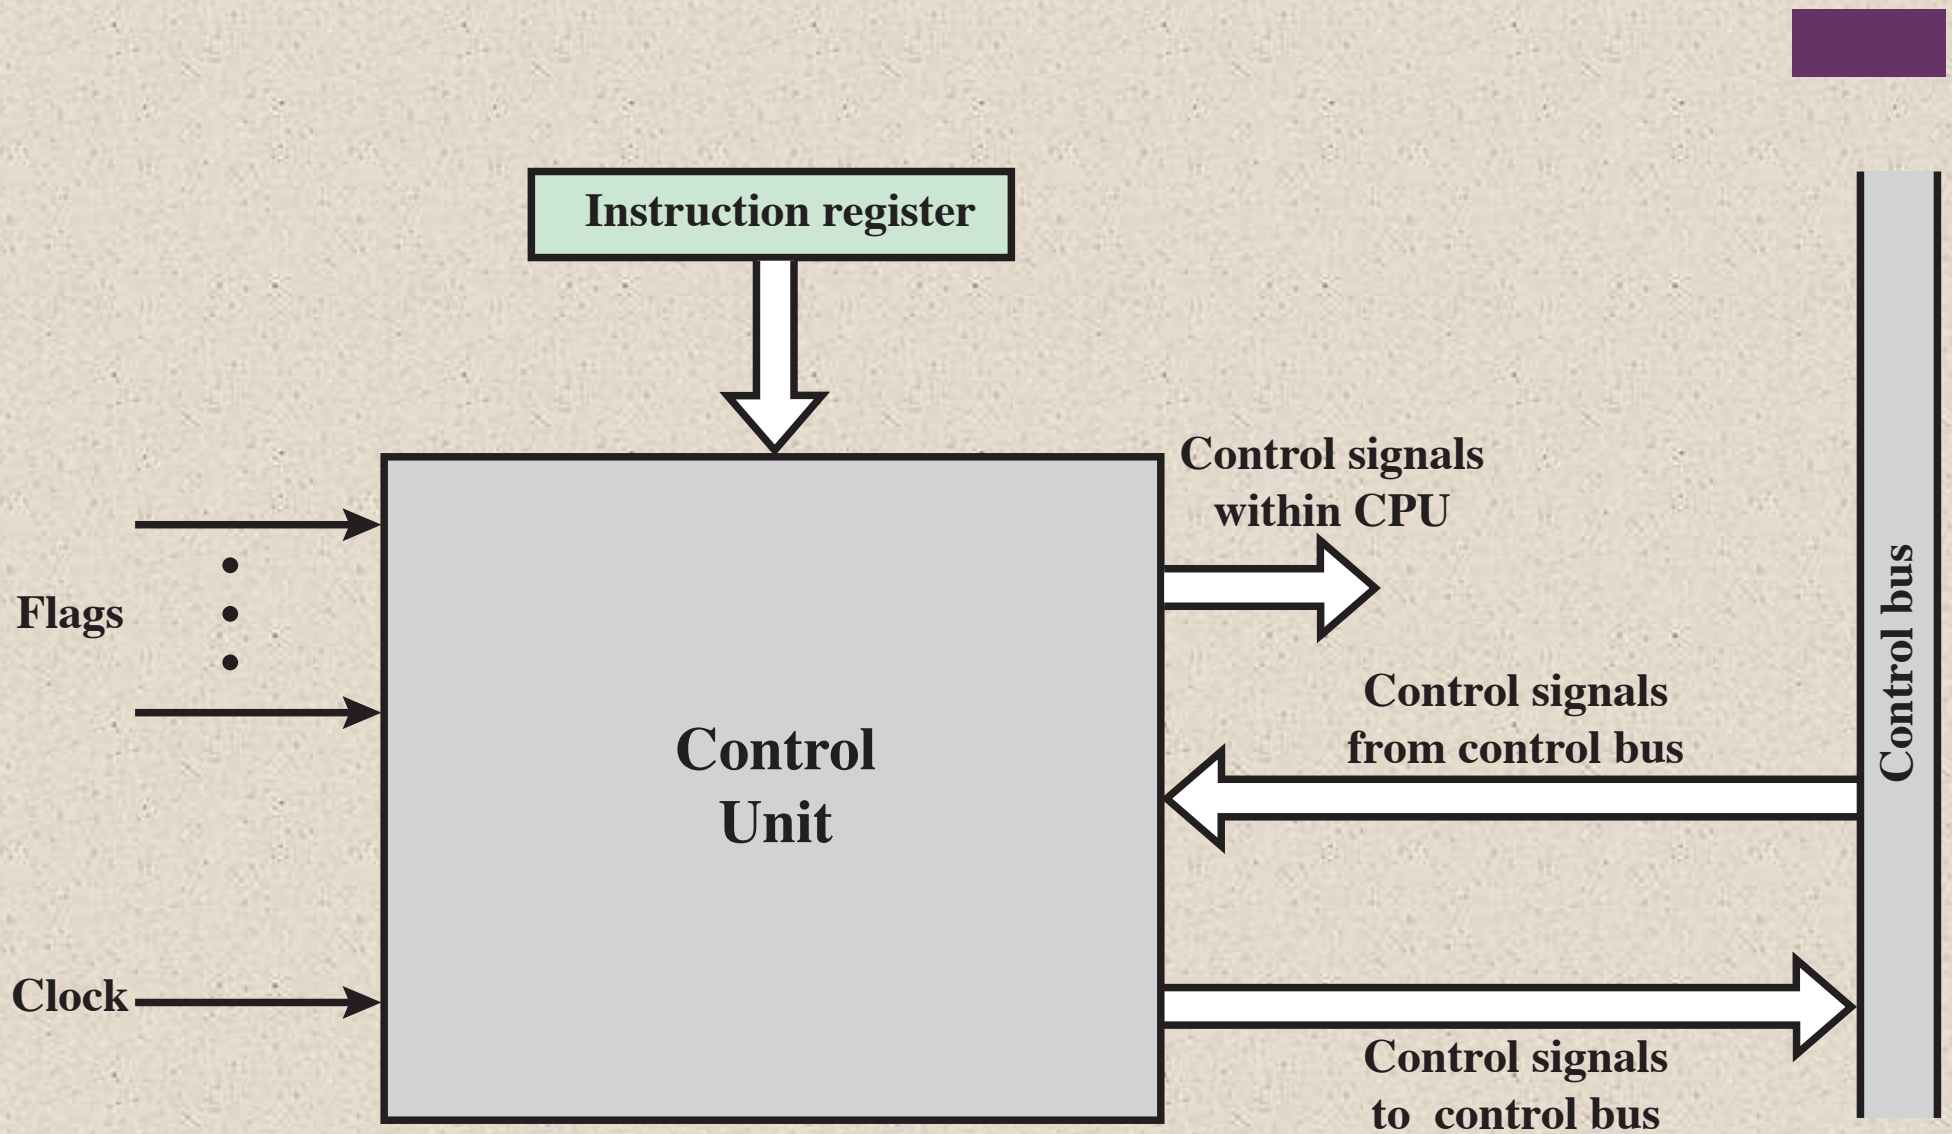 Instruction register
Control signals
within CPU
Flags
Control
Unit
Control signals
from control bus
Control bus
Clock
Control signals
to control bus